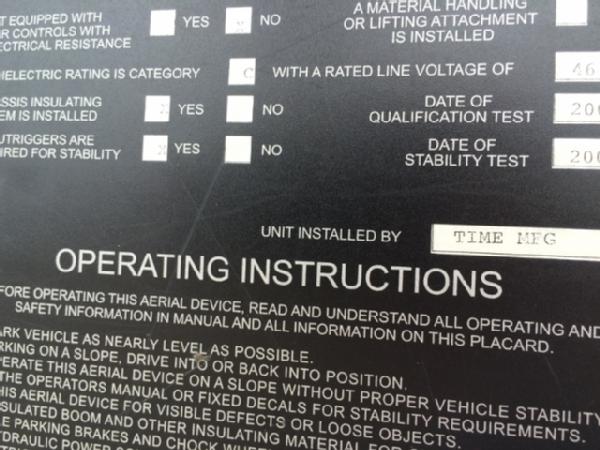 T EQUIPPED WITH
R CONTROLS WITH
ECTRICAL RESISTANCE
YES X NO
A MATERIAL HANDLING
OR LIFTING ATTACHMENT
IS INSTALLED
IELECTRIC RATING IS CATEGORY C WITH A RATED LINE VOLTAGE OF 46
ASSIS INSULATING
EM IS INSTALLED
X YES NO
DATE OF
QUALIFICATION TEST
200
UTRIGGERS ARE
IRED FOR STABILITY
X YES NO
DATE OF
STABILITY TEST
200
UNIT INSTALLED BY TIME MFG
OPERATING INSTRUCTIONS
FORE OPERATING THIS AERIAL DEVICE, READ AND UNDERSTAND ALL OPERATING AND
SAFETY INFORMATION IN MANUAL AND ALL INFORMATION ON THIS PLACARD.
ARK VEHICLE AS NEARLY LEVEL AS POSSIBLE.
RKING ON A SLOPE, DRIVE INTO OR BACK INTO POSITION.
ERATE THIS AERIAL DEVICE ON A SLOPE WITHOUT PROPER VEHICLE STABILITY
THE OPERATORS MANUAL OR FIXED DECALS FOR STABILITY REQUIREMENTS.
HIS AERIAL DEVICE FOR VISIBLE DEFECTS OR LOOSE OBJECTS.
SULATED BOOM AND OTHER INSULATING MATERIAL FOR
LE PARKING BRAKES AND CHOCK WHE
YDRAULIC POWER